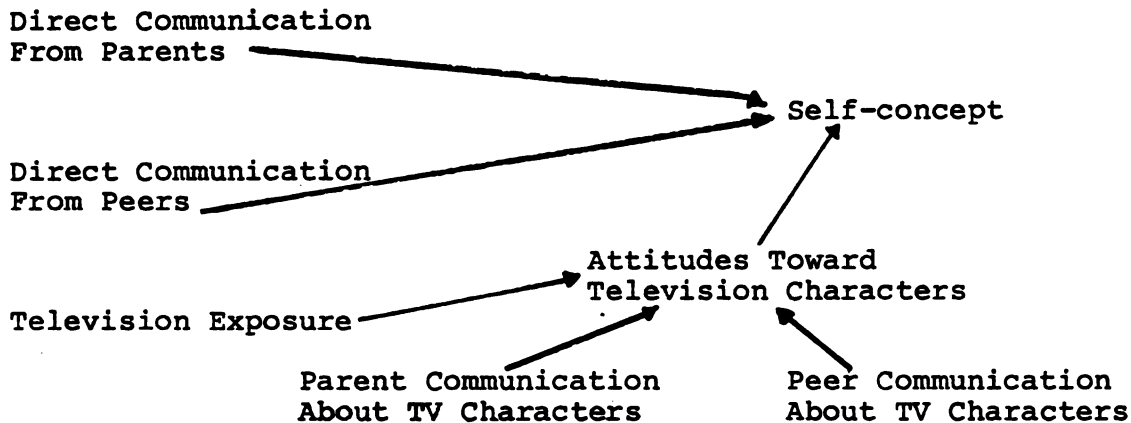 Direct Communication
From Parents
Self-concept
Direct Communication
From Peers
Attitudes Toward
Television Characters
Television Exposure
Parent Communication
About TV Characters
Peer Communication
About TV Characters